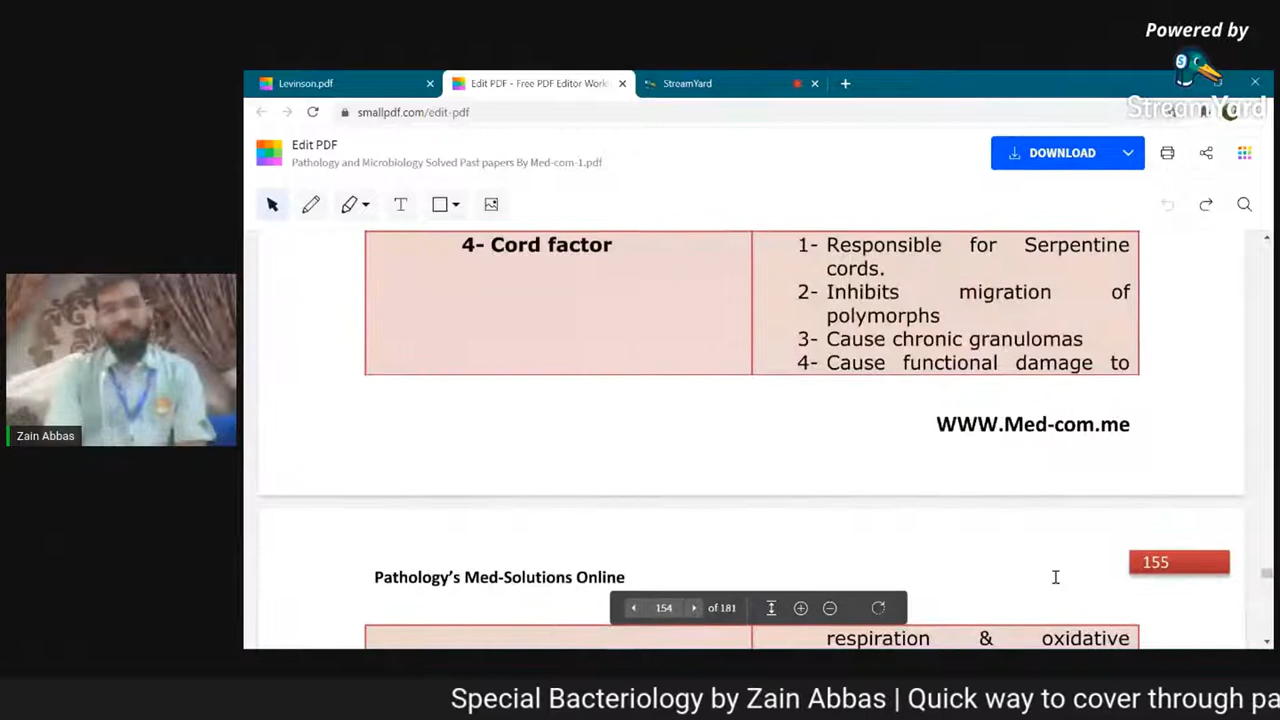 Powered by
StreamYard
Levinson.pdf
Edit PDF - Free PDF Editor Work
StreamYard
smallpdf.com/edit-pdf
Edit PDF
Pathology and Microbiology Solved Past papers By Med-com-1.pdf
DOWNLOAD
4- Cord factor
1- Responsible for Serpentine
cords.
2- Inhibits migration of
polymorphs
3- Cause chronic granulomas
4- Cause functional damage to
WWW.Med-com.me
Zain Abbas
155
Pathology's Med-Solutions Online
154 of 181
respiration & oxidative
Special Bacteriology by Zain Abbas | Quick way to cover through pa